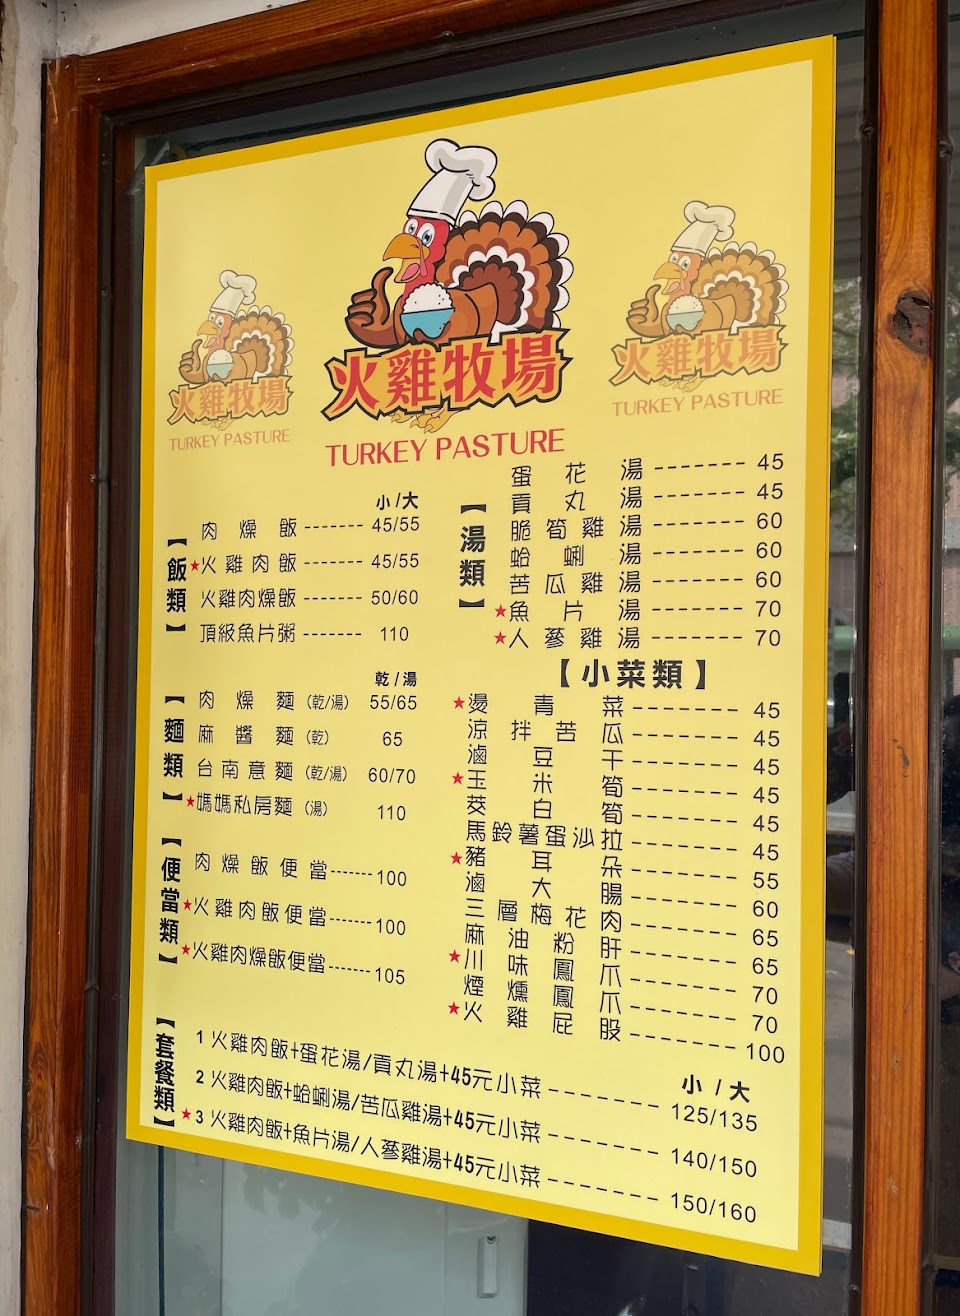 火雞牧場
TURKEY PASTURE
火雞牧場
TURKEY PASTURE
火雞牧場
TURKEY PASTURE
【飯類】
小/大
肉燥飯------- 45/55
★火雞肉飯------- 45/55
火雞肉燥飯------- 50/60
頂級魚片粥------- 110
【麵類】
乾/湯
肉燥麵(乾/湯) 55/65
麻醬麵(乾) 65
台南意麵(乾/湯) 60/70
★媽媽私房麵(湯) 110
【便當類】
肉燥飯便當------100
★火雞肉飯便當-------100
★火雞肉燥飯便當-------105
【湯類】
蛋花湯------- 45
貢丸湯------- 45
脆筍雞湯------- 60
蛤蜊湯------- 60
苦瓜雞湯------- 60
★魚片湯------- 70
★人蔘雞湯------- 70
【小菜類】
★燙青菜------- 45
涼拌苦瓜------- 45
滷豆干------- 45
★玉米筍------- 45
茭白筍------- 45
馬鈴薯蛋沙拉------- 45
★豬耳朵------- 55
滷大腸------- 60
三層梅花肉------- 65
麻油粉肝------- 65
★川味鳳爪------- 70
煙燻鳳爪------- 70
★火雞屁股------- 100
【套餐類】
小/大
1 火雞肉飯+蛋花湯/貢丸湯+45元小菜------- 125/135
2 火雞肉飯+蛤蜊湯/苦瓜雞湯+45元小菜------- 140/150
★3 火雞肉飯+魚片湯/人蔘雞湯+45元小菜------- 150/160